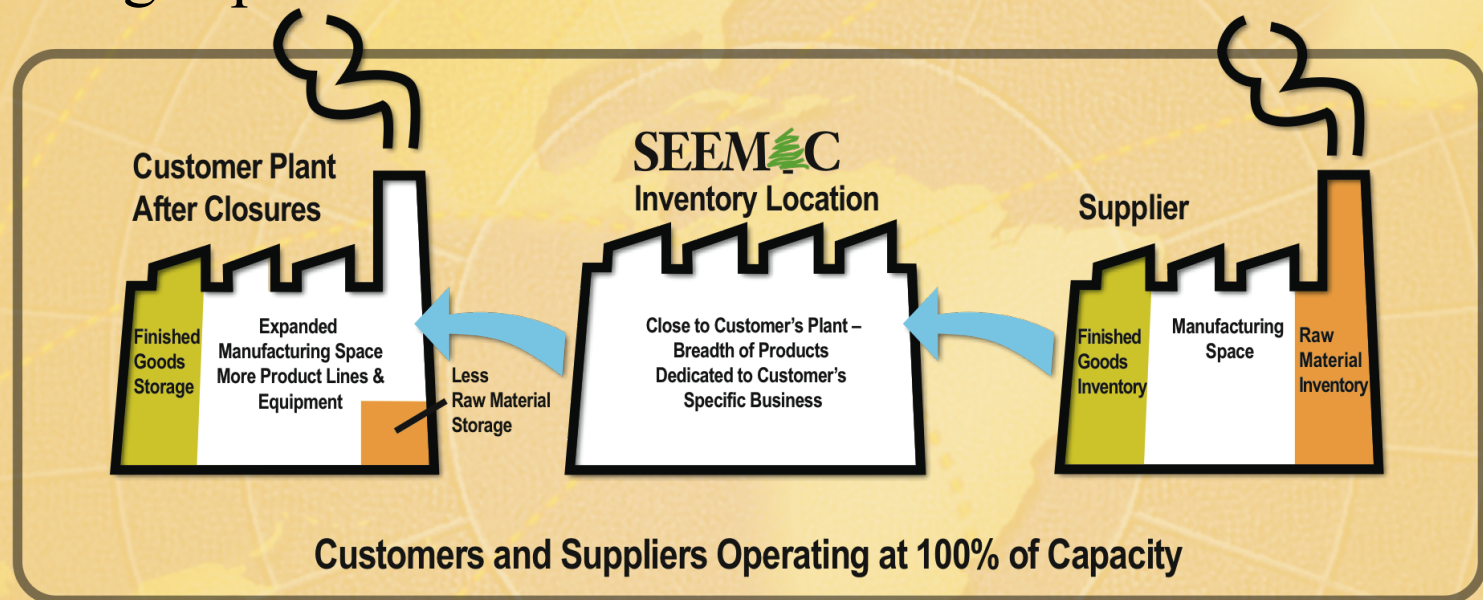 Customer Plant
After Closures
Finished
Goods
Storage
Expanded
Manufacturing Space
More Product Lines &
Equipment
Less
Raw Material
Storage
SEEMAC
Inventory Location
Close to Customer's Plant –
Breadth of Products
Dedicated to Customer's
Specific Business
Supplier
Finished
Goods
Inventory
Manufacturing
Space
Raw
Material
Inventory
Customers and Suppliers Operating at 100% of Capacity